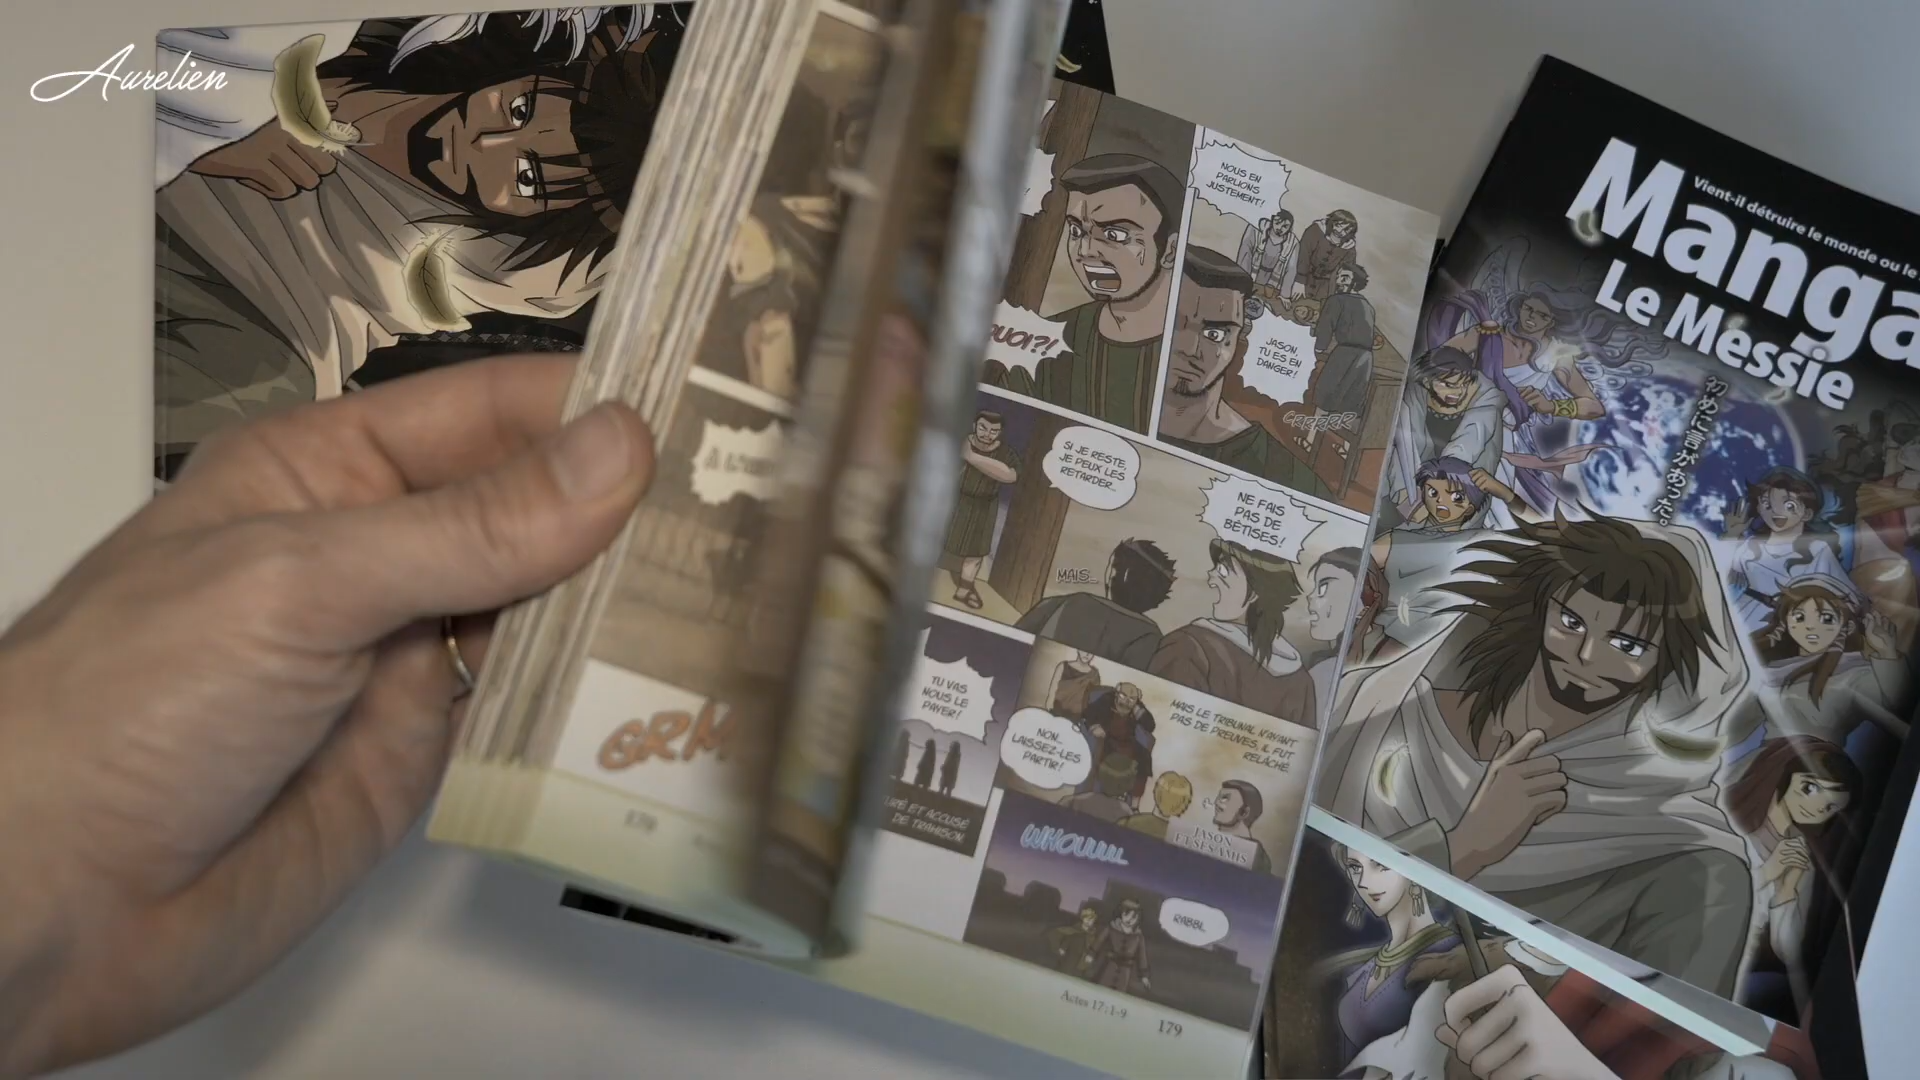 Aurelien
NOUS EN
PARLIONS
JUSTEMENT!
QUOI?!
JASON,
TU ES EN
DANGER!
GRRRRR
SI JE RESTE,
JE PEUX LES
RETARDER...
NE FAIS
PAS DE
BÊTISES!
MAIS...
TU VAS
NOUS LE
PAYER!
NON...
LAISSEZ-LES
PARTIR!
MAIS LE TRIBUNAL N'AYANT
PAS DE PREUVES, IL FUT
RELÂCHÉ.
ET ACCUSÉ
DE TRAHISON
JASON
ET SES AMIS
WHOUUU
RABBI...
Actes 17:1-9
179
Vient-il détruire le monde ou le
Manga
Le Messie
初めに言があった。